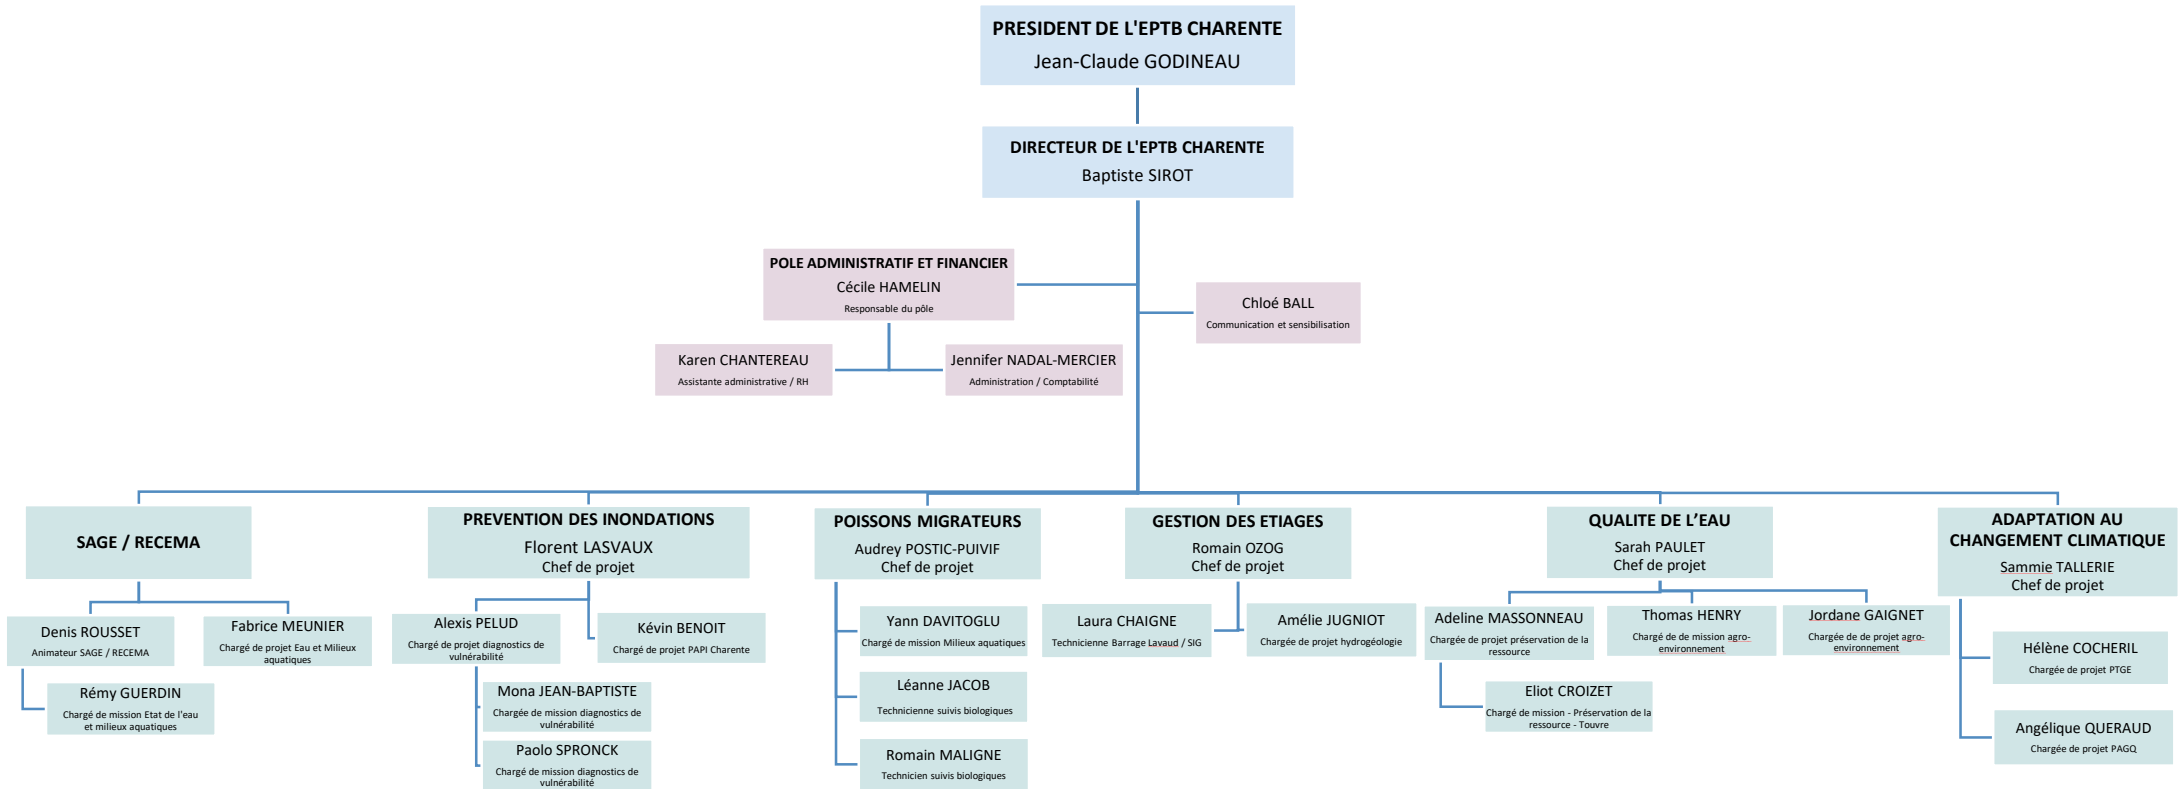 PRESIDENT DE L'EPTB CHARENTE
Jean-Claude GODINEAU
DIRECTEUR DE L'EPTB CHARENTE
Baptiste SIROT
POLE ADMINISTRATIF ET FINANCIER
Cécile HAMELIN
Responsable du pôle
Chloé BALL
Communication et sensibilisation
Karen CHANTEREAU
Assistante administrative / RH
Jennifer NADAL-MERCIER
Administration / Comptabilité
SAGE / RECEMA
Denis ROUSSET
Animateur SAGE / RECEMA
Fabrice MEUNIER
Chargé de projet Eau et Milieux
aquatiques
Rémy GUERDIN
Chargé de mission Etat de l'eau
et milieux aquatiques
PREVENTION DES INONDATIONS
Florent LASVAUX
Chef de projet
Alexis PELUD
Chargé de projet diagnostics de
vulnérabilité
Kévin BENOIT
Chargé de projet PAPI Charente
Mona JEAN-BAPTISTE
Chargée de mission diagnostics de
vulnérabilité
Paolo SPRONCK
Chargé de mission diagnostics de
vulnérabilité
POISSONS MIGRATEURS
Audrey POSTIC-PUIVIF
Chef de projet
Yann DAVITOGLU
Chargé de mission Milieux aquatiques
Léanne JACOB
Technicienne suivis biologiques
Romain MALIGNE
Technicien suivis biologiques
GESTION DES ETIAGES
Romain OZOG
Chef de projet
Laura CHAIGNE
Technicienne Barrage Lavaud / SIG
Amélie JUGNIOT
Chargée de projet hydrogéologie
QUALITE DE L’EAU
Sarah PAULET
Chef de projet
Adeline MASSONNEAU
Chargée de projet préservation de la
ressource
Thomas HENRY
Chargé de de mission agro-
environnement
Jordane GAIGNET
Chargée de de projet agro-
environnement
Eliot CROIZET
Chargé de mission - Préservation de la
ressource - Touvre
ADAPTATION AU
CHANGEMENT CLIMATIQUE
Sammie TALLERIE
Chef de projet
Hélène COCHERIL
Chargée de projet PTGE
Angélique QUERAUD
Chargée de projet PAGQ